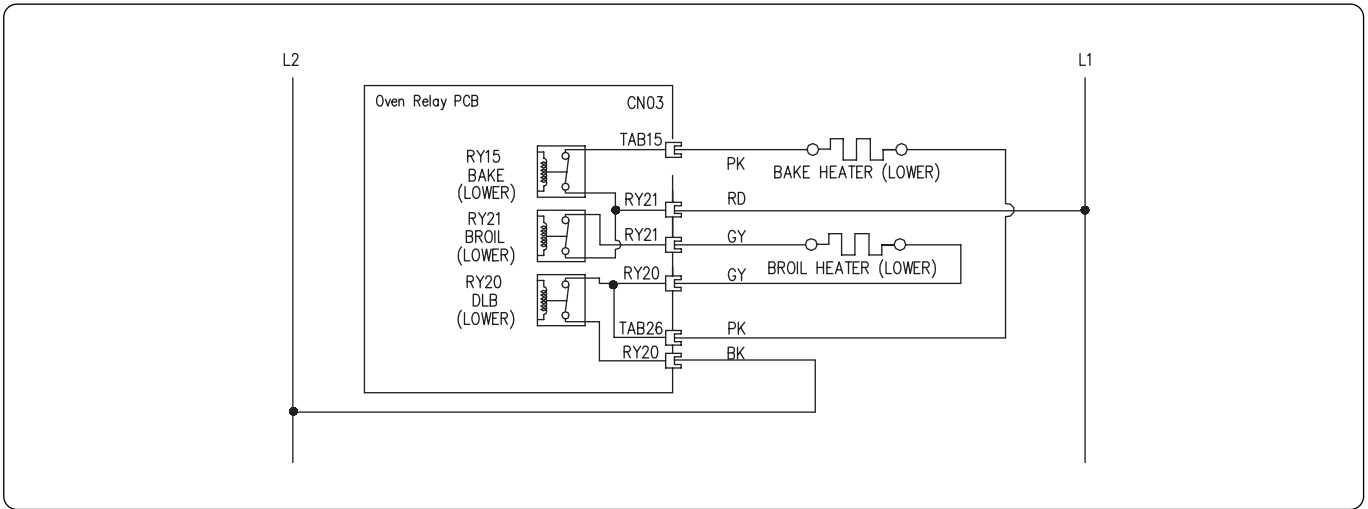 L2
L1
Oven Relay PCB
CN03
TAB15
RY15
BAKE
(LOWER)
PK
BAKE HEATER (LOWER)
RY21
RD
RY21
BROIL
(LOWER)
RY21
GY
BROIL HEATER (LOWER)
RY20
GY
RY20
DLB
(LOWER)
TAB26
PK
RY20
BK